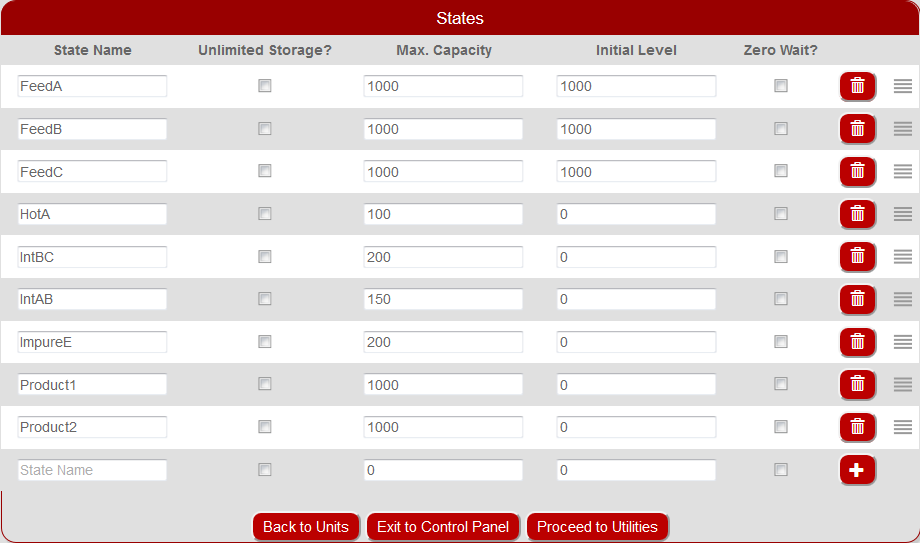 States
State Name Unlimited Storage? Max. Capacity Initial Level Zero Wait?
FeedA 1000 1000
FeedB 1000 1000
FeedC 1000 1000
HotA 100 0
IntBC 200 0
IntAB 150 0
ImpureE 200 0
Product1 1000 0
Product2 1000 0
State Name 0 0
Back to Units Exit to Control Panel Proceed to Utilities